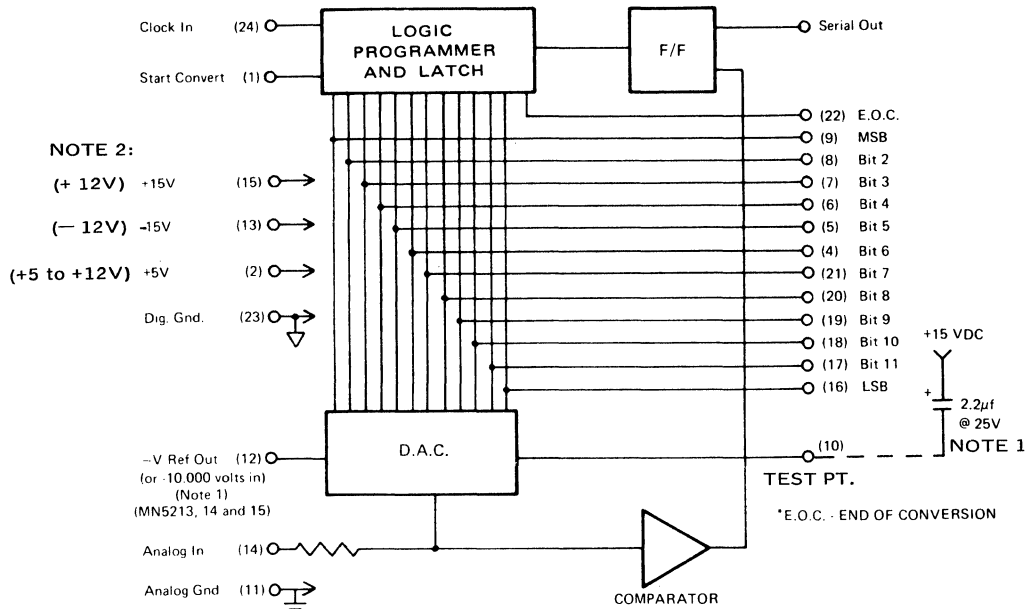 Clock In (24)
Start Convert (1)
LOGIC
PROGRAMMER
AND LATCH
F/F
Serial Out
(22) E.O.C.
(9) MSB
(8) Bit 2
(7) Bit 3
(6) Bit 4
(5) Bit 5
(4) Bit 6
(21) Bit 7
(20) Bit 8
(19) Bit 9
(18) Bit 10
(17) Bit 11
(16) LSB
NOTE 2:
(+ 12V) +15V (15)
(— 12V) -15V (13)
(+5 to +12V) +5V (2)
Dig. Gnd. (23)
+15 VDC
+
2.2µf
@ 25V
NOTE 1
(10)
TEST PT.
D.A.C.
–V Ref Out (12)
(or -10.000 volts in)
(Note 1)
(MN5213, 14 and 15)
*E.O.C. - END OF CONVERSION
Analog In (14)
Analog Gnd (11)
COMPARATOR